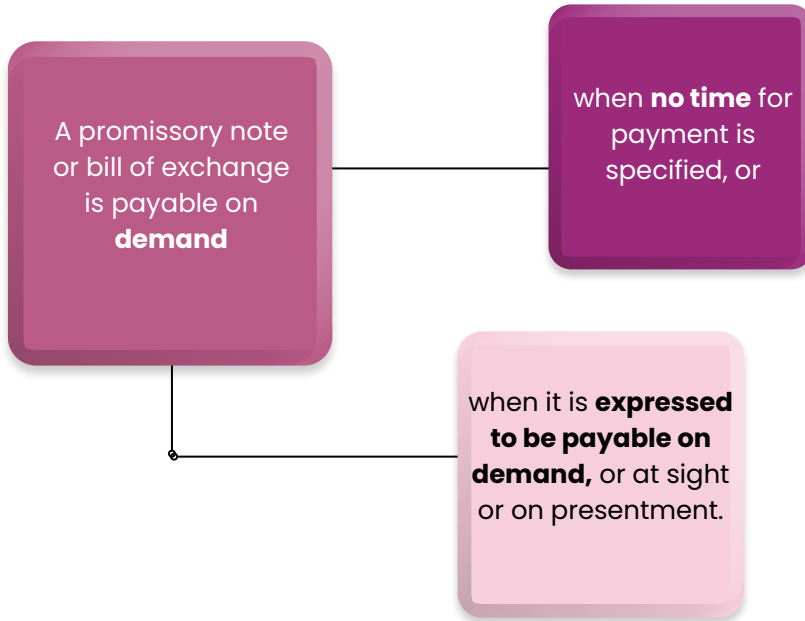 A promissory note
or bill of exchange
is payable on
demand
when no time for
payment is
specified, or
when it is expressed
to be payable on
demand, or at sight
or on presentment.